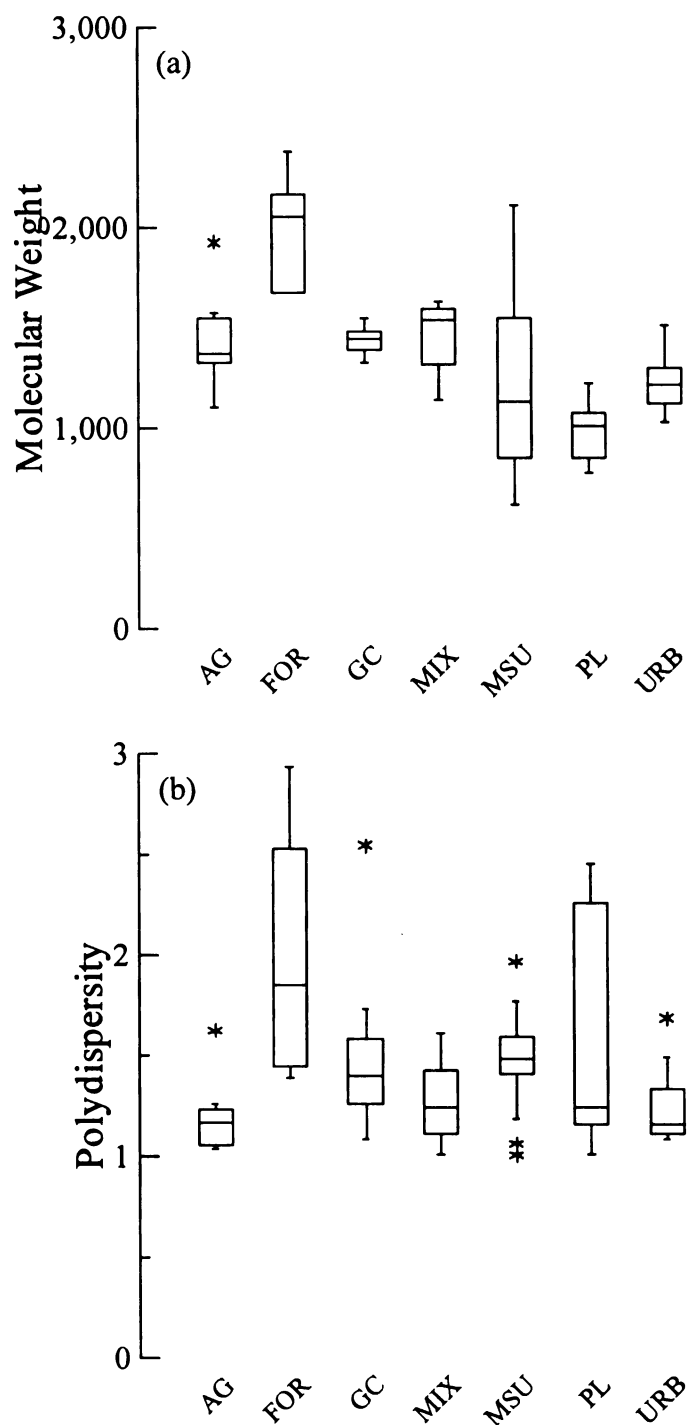 3,000
(a)
Molecular Weight
2,000
1,000
0
AG FOR GC MIX MSU PL URB
3
(b)
Polydispersity
2
1
0
AG FOR GC MIX MSU PL URB